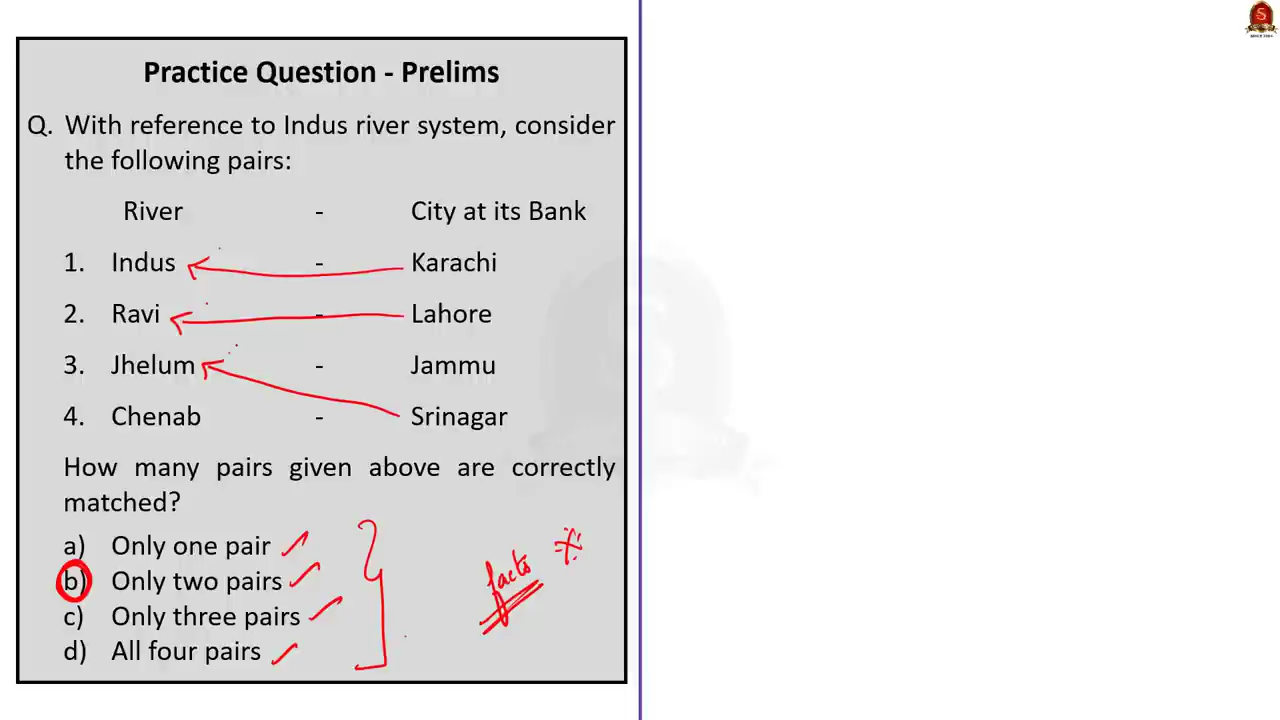 Practice Question - Prelims
Q. With reference to Indus river system, consider
the following pairs:
River - City at its Bank
1. Indus - Karachi
2. Ravi - Lahore
3. Jhelum - Jammu
4. Chenab - Srinagar
How many pairs given above are correctly
matched?
a) Only one pair
b) Only two pairs
c) Only three pairs
d) All four pairs
facts
S